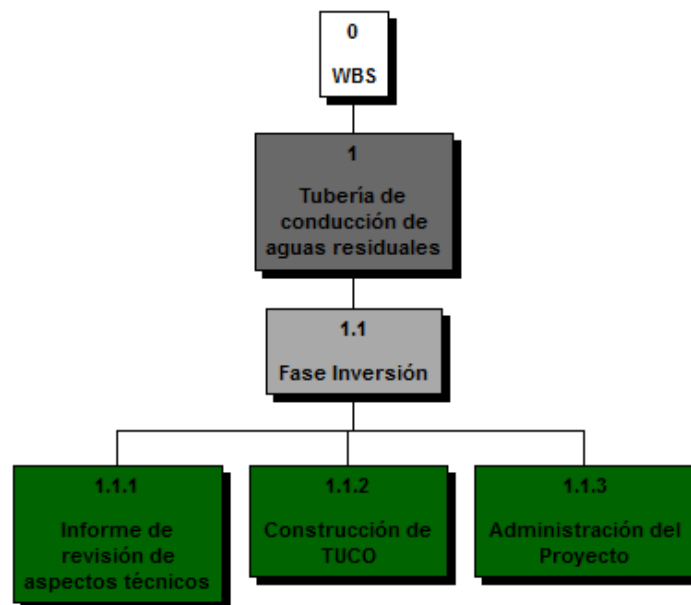 0
WBS
1
Tubería de
conducción de
aguas residuales
1.1
Fase Inversión
1.1.1
Informe de
revisión de
aspectos técnicos
1.1.2
Construcción de
TUCO
1.1.3
Administración del
Proyecto